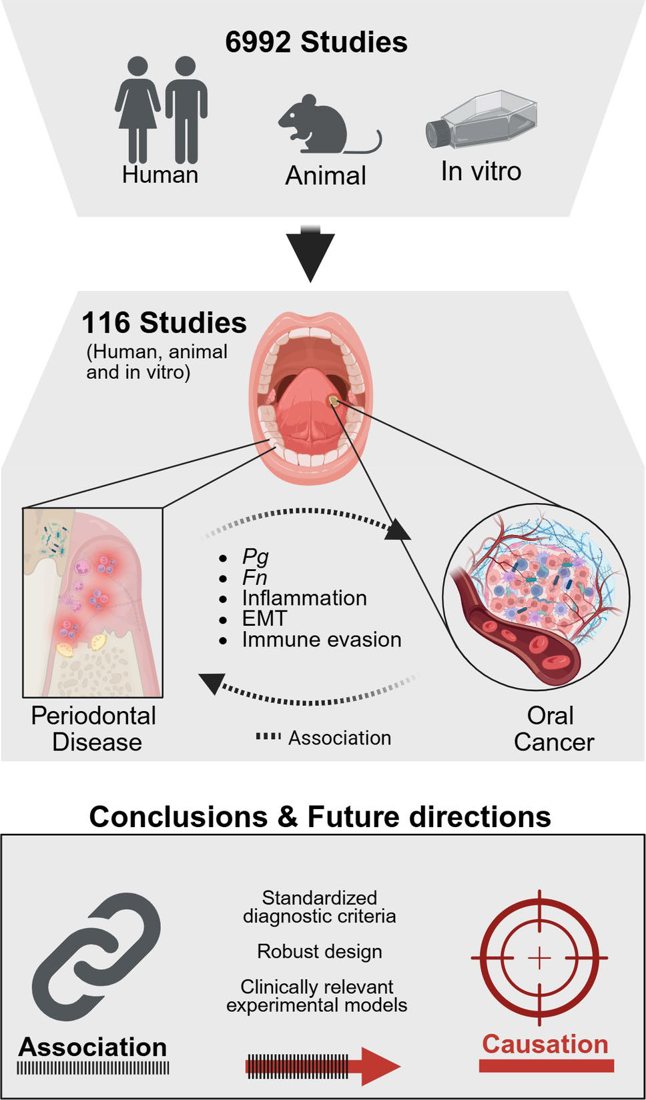 6992 Studies
Human
Animal
In vitro
116 Studies
(Human, animal
and in vitro)
• Pg
• Fn
• Inflammation
• EMT
• Immune evasion
Periodontal
Disease
Oral
Cancer
Association
Conclusions & Future directions
Standardized
diagnostic criteria
Robust design
Clinically relevant
experimental models
Association
Causation